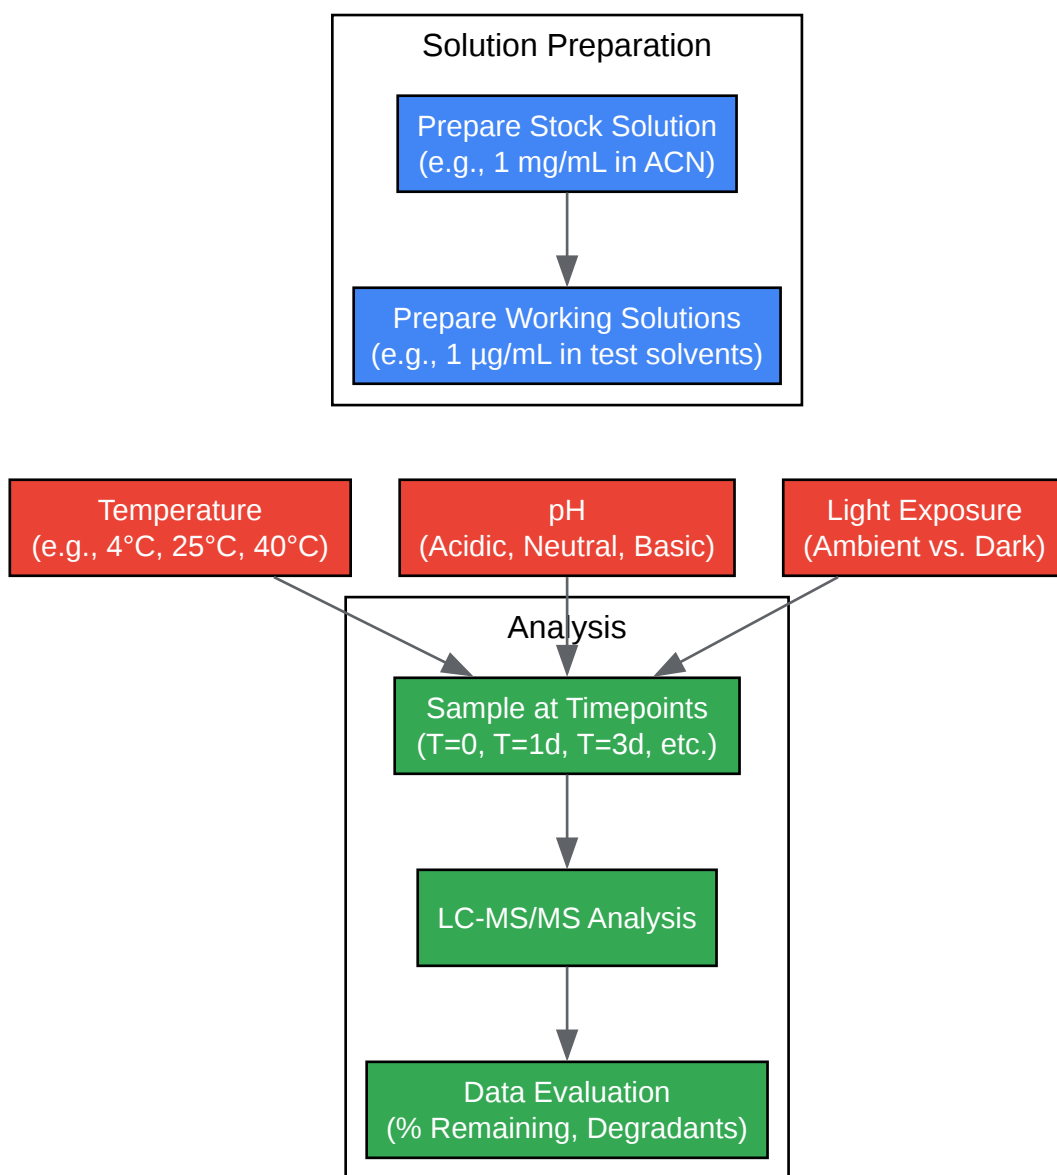 Solution Preparation
Prepare Stock Solution
(e.g., 1 mg/mL in ACN)
Prepare Working Solutions
(e.g., 1 µg/mL in test solvents)
Temperature
(e.g., 4°C, 25°C, 40°C)
pH
(Acidic, Neutral, Basic)
Light Exposure
(Ambient vs. Dark)
Analysis
Sample at Timepoints
(T=0, T=1d, T=3d, etc.)
LC-MS/MS Analysis
Data Evaluation
(% Remaining, Degradants)